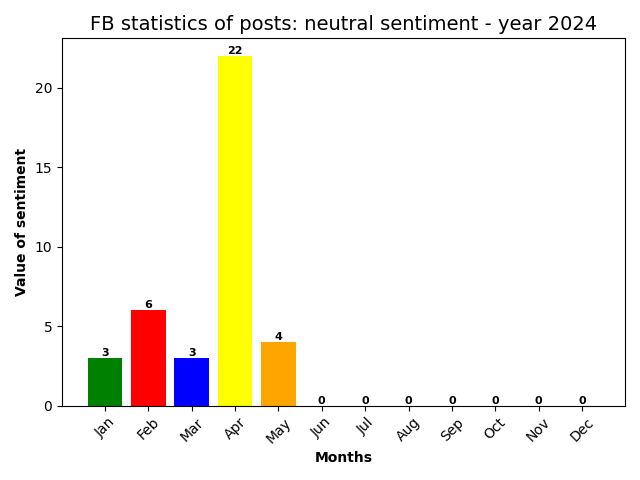 FB statistics of posts: neutral sentiment - year 2024
Value of sentiment
20
15
10
5
0
3
6
3
22
4
0
0
0
0
0
0
0
Jan
Feb
Mar
Apr
May
Jun
Jul
Aug
Sep
Oct
Nov
Dec
Months